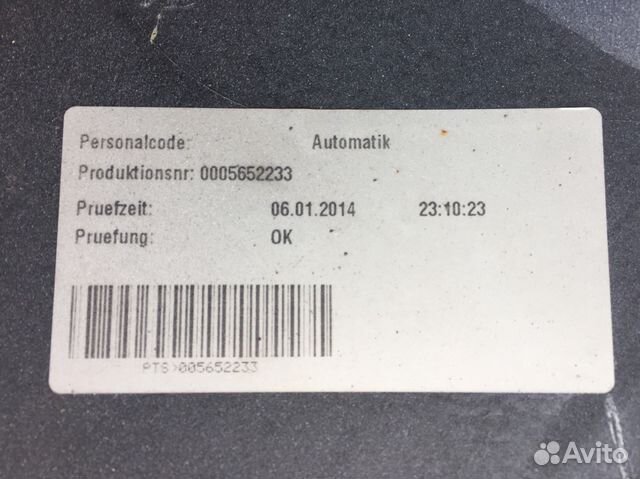 Personalcode: Automatik
Produktionsnr: 0005652233
Pruefzeit: 06.01.2014 23:10:23
Pruefung: OK
PTS>005652233
Avito